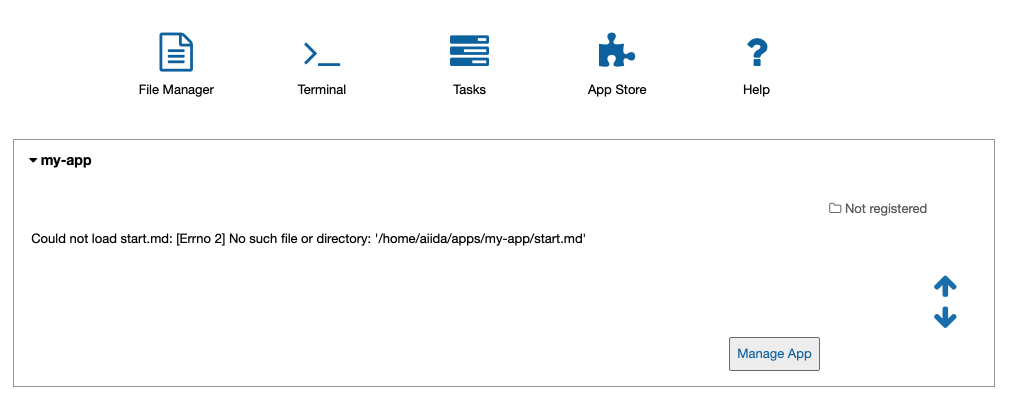 File Manager
Terminal
Tasks
App Store
Help
my-app
Not registered
Could not load start.md: [Errno 2] No such file or directory: '/home/aiida/apps/my-app/start.md'
Manage App